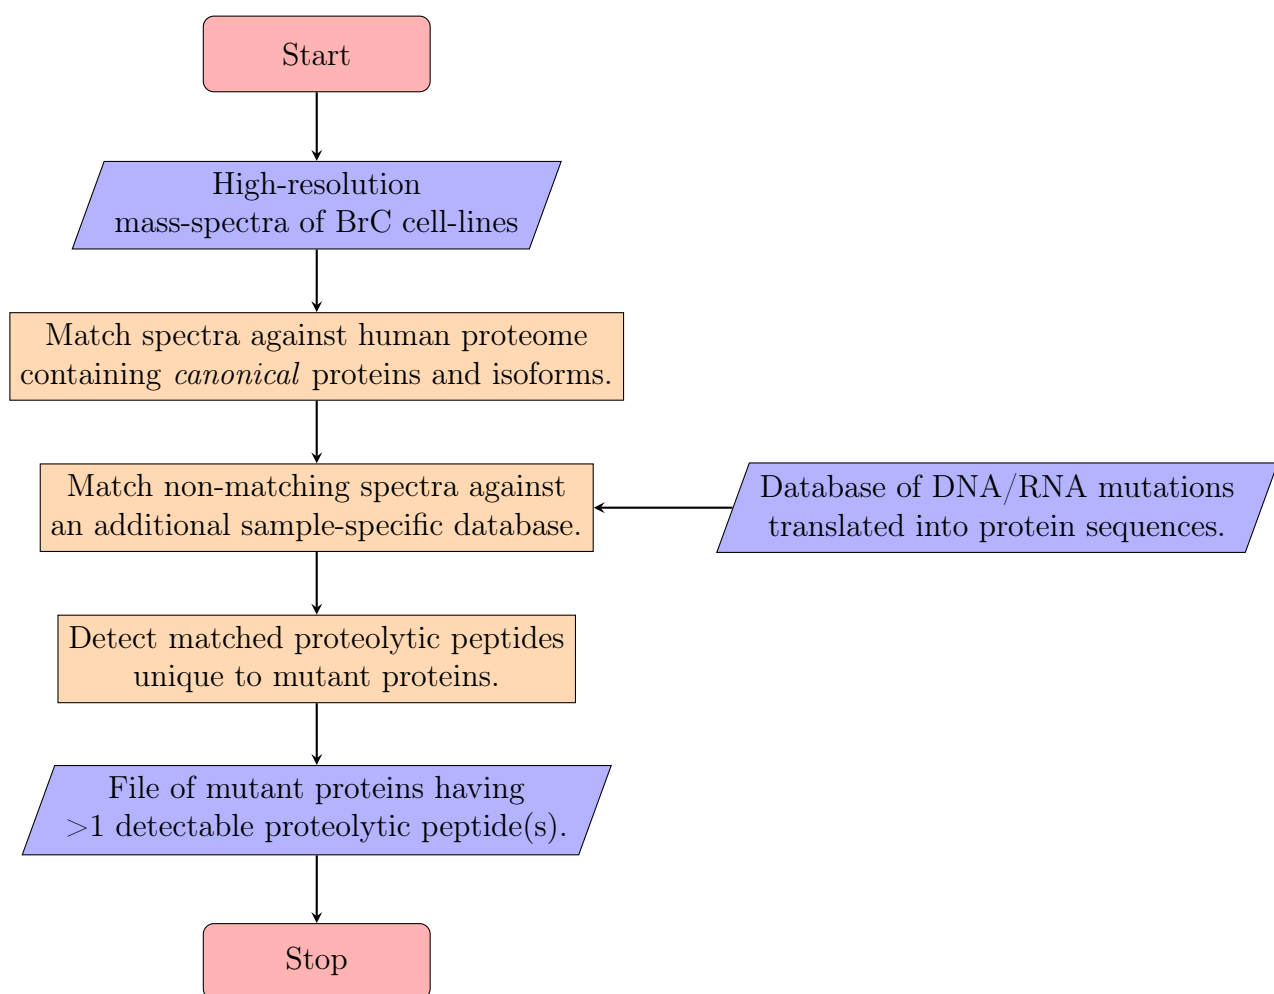 Start
High-resolution
mass-spectra of BrC cell-lines
Match spectra against human proteome
containing canonical proteins and isoforms.
Match non-matching spectra against
an additional sample-specific database.
Database of DNA/RNA mutations
translated into protein sequences.
Detect matched proteolytic peptides
unique to mutant proteins.
File of mutant proteins having
>1 detectable proteolytic peptide(s).
Stop